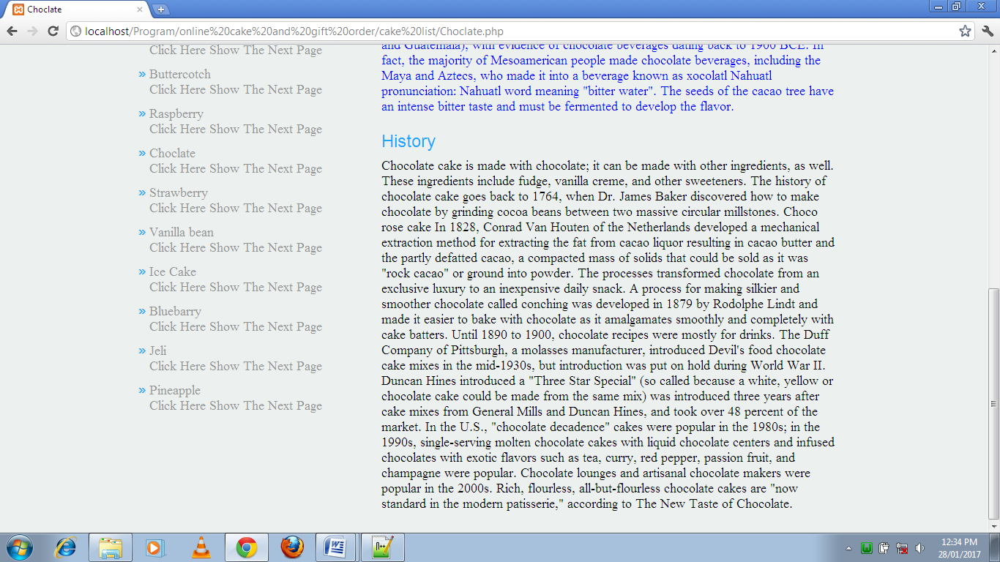 Choclate
localhost/Program/online%20cake%20and%20gift%20order/cake%20list/Choclate.php
Click Here Show The Next Page
» Buttercotch
Click Here Show The Next Page
» Raspberry
Click Here Show The Next Page
» Choclate
Click Here Show The Next Page
» Strawberry
Click Here Show The Next Page
» Vanilla bean
Click Here Show The Next Page
» Ice Cake
Click Here Show The Next Page
» Bluebarry
Click Here Show The Next Page
» Jeli
Click Here Show The Next Page
» Pineapple
Click Here Show The Next Page
and Guatemala), with evidence of chocolate beverages dating back to 1900 BCE. In
fact, the majority of Mesoamerican people made chocolate beverages, including the
Maya and Aztecs, who made it into a beverage known as xocolatl Nahuatl
pronunciation: Nahuatl word meaning "bitter water". The seeds of the cacao tree have
an intense bitter taste and must be fermented to develop the flavor.
History
Chocolate cake is made with chocolate; it can be made with other ingredients, as well.
These ingredients include fudge, vanilla creme, and other sweeteners. The history of
chocolate cake goes back to 1764, when Dr. James Baker discovered how to make
chocolate by grinding cocoa beans between two massive circular millstones. Choco
rose cake In 1828, Conrad Van Houten of the Netherlands developed a mechanical
extraction method for extracting the fat from cacao liquor resulting in cacao butter and
the partly defatted cacao, a compacted mass of solids that could be sold as it was
"rock cacao" or ground into powder. The processes transformed chocolate from an
exclusive luxury to an inexpensive daily snack. A process for making silkier and
smoother chocolate called conching was developed in 1879 by Rodolphe Lindt and
made it easier to bake with chocolate as it amalgamates smoothly and completely with
cake batters. Until 1890 to 1900, chocolate recipes were mostly for drinks. The Duff
Company of Pittsburgh, a molasses manufacturer, introduced Devil's food chocolate
cake mixes in the mid-1930s, but introduction was put on hold during World War II.
Duncan Hines introduced a "Three Star Special" (so called because a white, yellow or
chocolate cake could be made from the same mix) was introduced three years after
cake mixes from General Mills and Duncan Hines, and took over 48 percent of the
market. In the U.S., "chocolate decadence" cakes were popular in the 1980s; in the
1990s, single-serving molten chocolate cakes with liquid chocolate centers and infused
chocolates with exotic flavors such as tea, curry, red pepper, passion fruit, and
champagne were popular. Chocolate lounges and artisanal chocolate makers were
popular in the 2000s. Rich, flourless, all-but-flourless chocolate cakes are "now
standard in the modern patisserie," according to The New Taste of Chocolate.
12:34 PM
28/01/2017